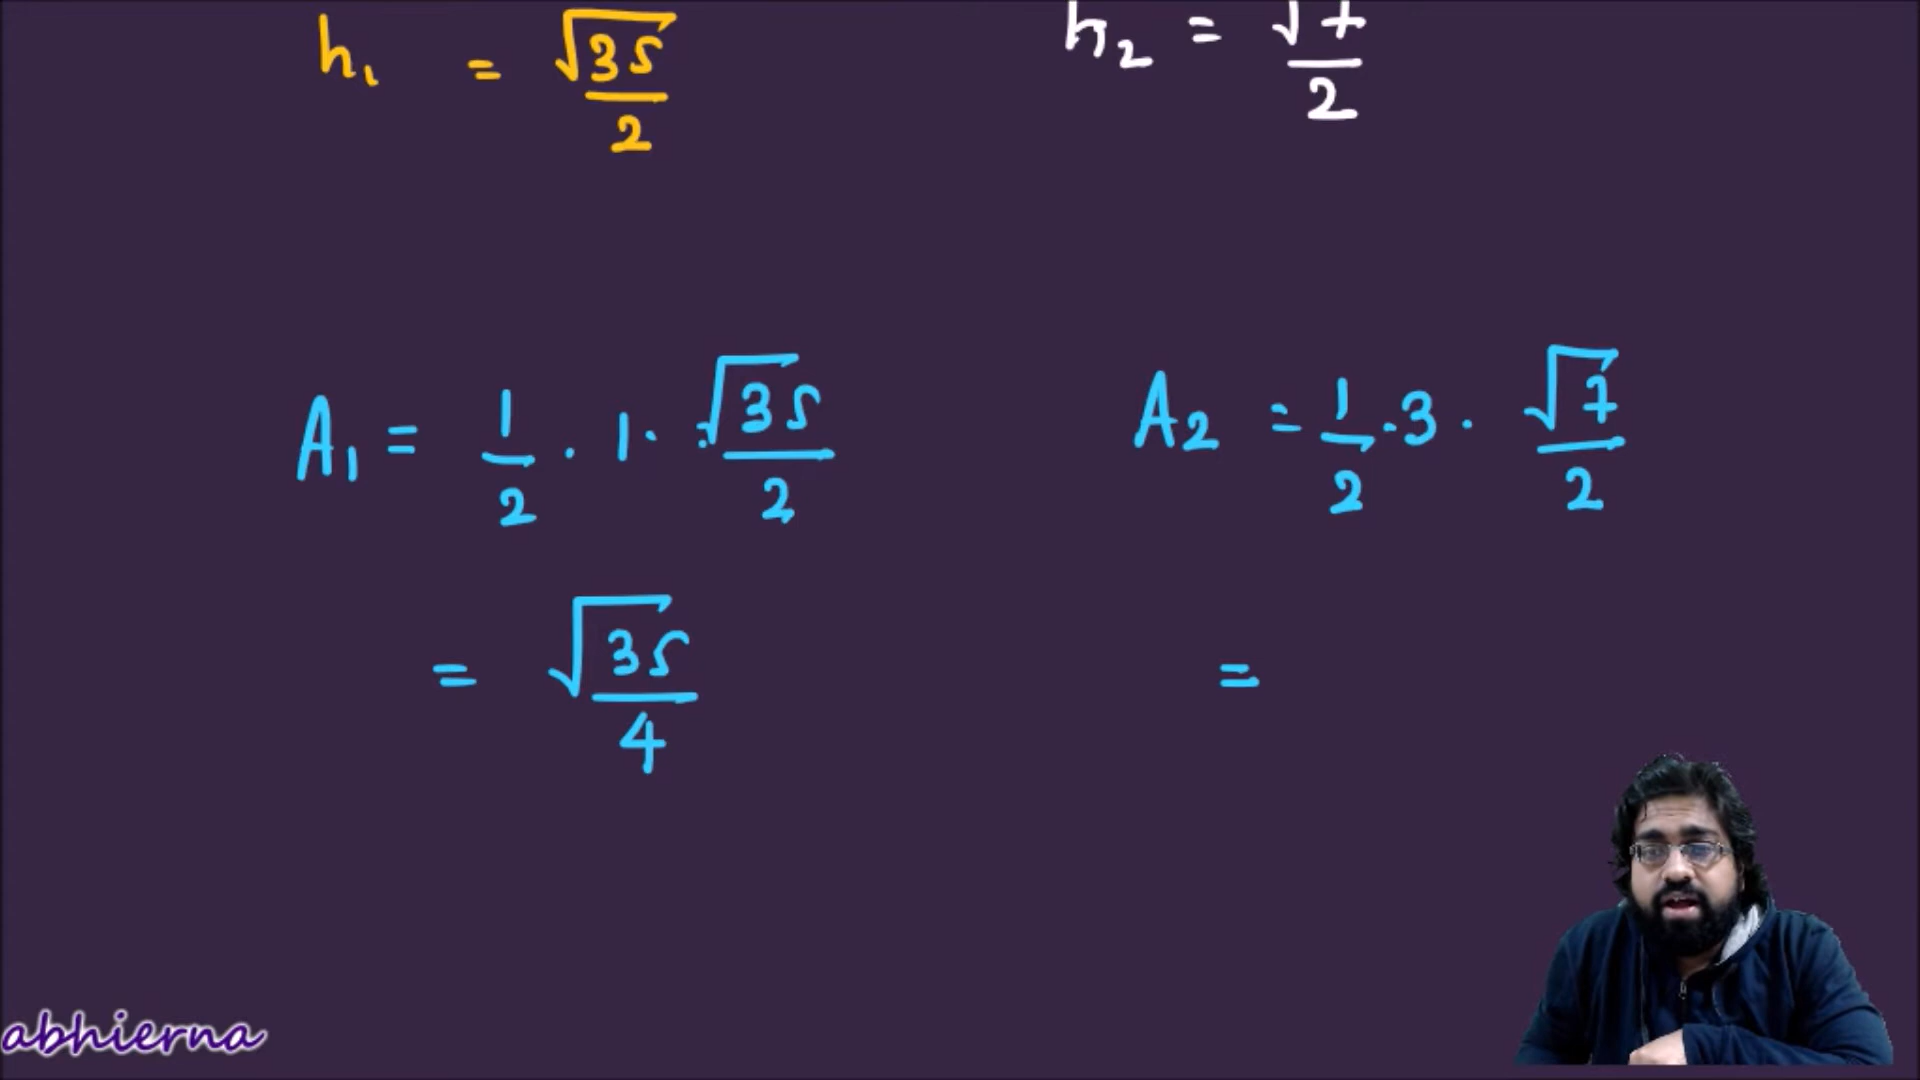 h₁ = √35/2
h₂ = √7/2
A₁ = 1/2 · 1 · √35/2
A₂ = 1/2 · 3 · √7/2
= √35/4
=
abhierna